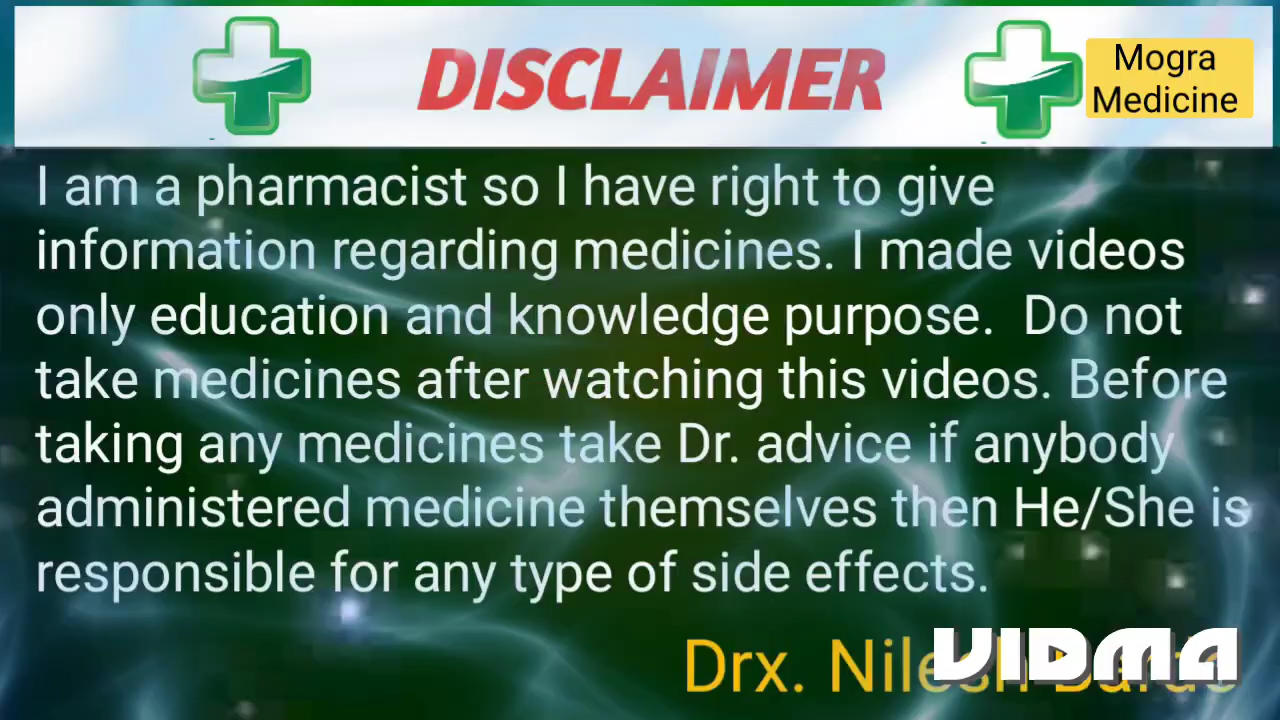 DISCLAIMER
Mogra
Medicine
I am a pharmacist so I have right to give
information regarding medicines. I made videos
only education and knowledge purpose. Do not
take medicines after watching this videos. Before
taking any medicines take Dr. advice if anybody
administered medicine themselves then He/She is
responsible for any type of side effects.
Drx. Nilesh
VIDMA